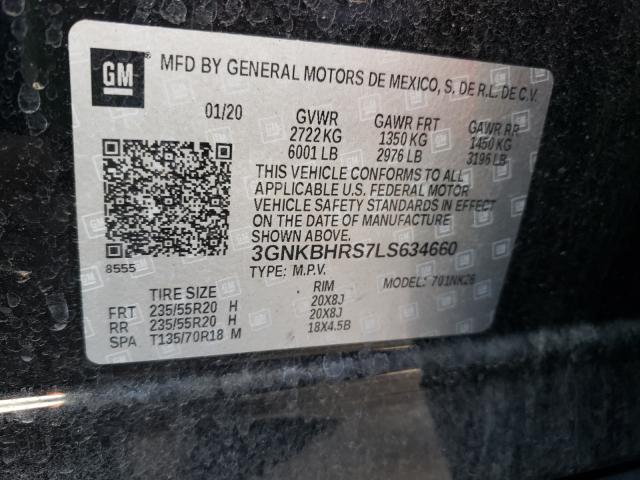 GM
MFD BY GENERAL MOTORS DE MEXICO, S. DE R.L. DE C.V.
01/20 GVWR GAWR FRT GAWR RR
2722 KG 1350 KG 1450 KG
6001 LB 2976 LB 3196 LB
THIS VEHICLE CONFORMS TO ALL
APPLICABLE U.S. FEDERAL MOTOR
VEHICLE SAFETY STANDARDS IN EFFECT
ON THE DATE OF MANUFACTURE
SHOWN ABOVE.
8555 3GNKBHRS7LS634660
TYPE: M.P.V. MODEL: 701NK26
TIRE SIZE RIM
FRT 235/55R20 H 20X8J
RR 235/55R20 H 20X8J
SPA T135/70R18 M 18X4.5B